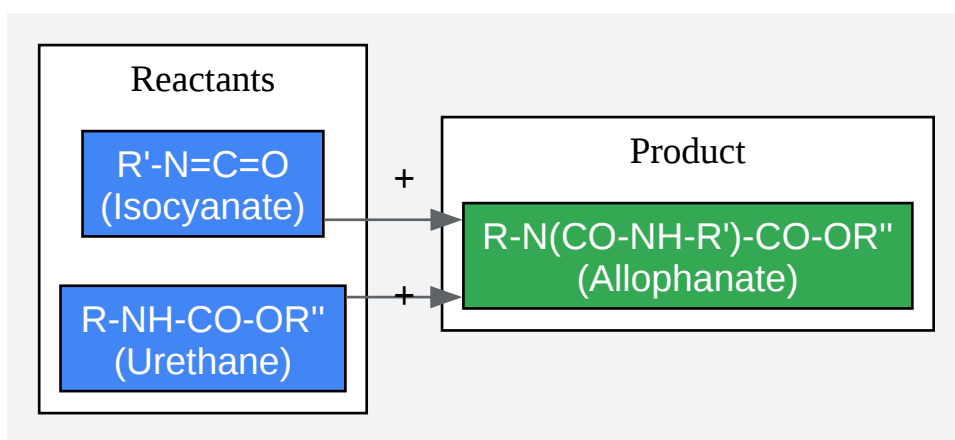 Reactants
R'-N=C=O
(Isocyanate)
R-NH-CO-OR"
(Urethane)
+
+
Product
R-N(CO-NH-R')-CO-OR"
(Allophanate)